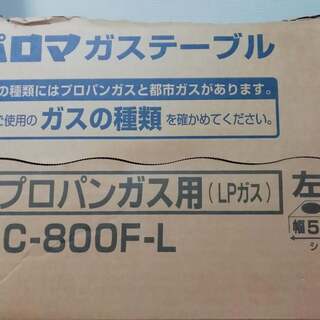 パロマガステーブル
の種類にはプロパンガスと都市ガスがあります。
使用のガスの種類を確かめてください。
プロパンガス用(LPガス)
左
C-800F-L
幅5